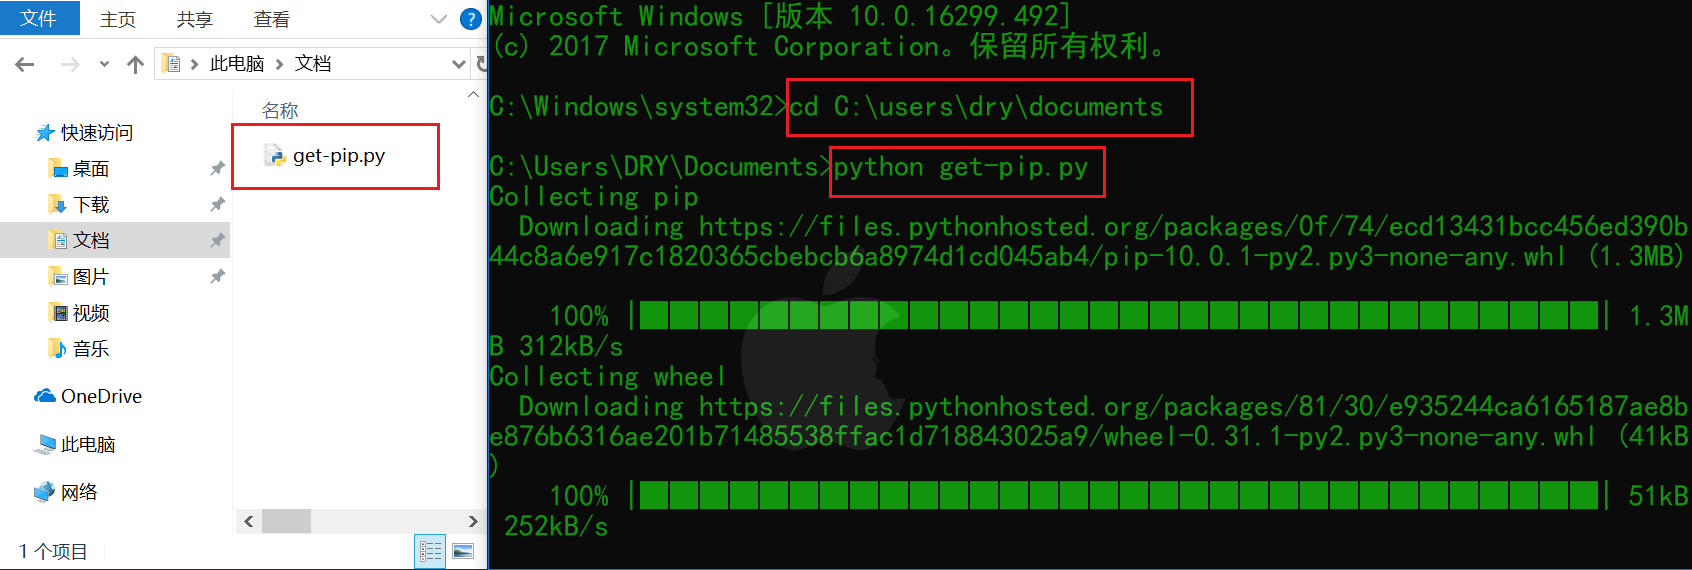 文件 主页 共享 查看
?
此电脑 文档
名称
快速访问
get-pip.py
桌面
下载
文档
图片
视频
音乐
OneDrive
此电脑
网络
1 个项目
Microsoft Windows [版本 10.0.16299.492]
(c) 2017 Microsoft Corporation。保留所有权利。
C:\Windows\system32>cd C:\users\dry\documents
C:\Users\DRY\Documents>python get-pip.py
Collecting pip
Downloading https://files.pythonhosted.org/packages/0f/74/ecd13431bcc456ed390b
44c8a6e917c1820365cbebcb6a8974d1cd045ab4/pip-10.0.1-py2.py3-none-any.whl (1.3MB)
100% | | 1.3M
B 312kB/s
Collecting wheel
Downloading https://files.pythonhosted.org/packages/81/30/e935244ca6165187ae8b
e876b6316ae201b71485538ffac1d718843025a9/wheel-0.31.1-py2.py3-none-any.whl (41kB
)
100% | | 51kB
252kB/s